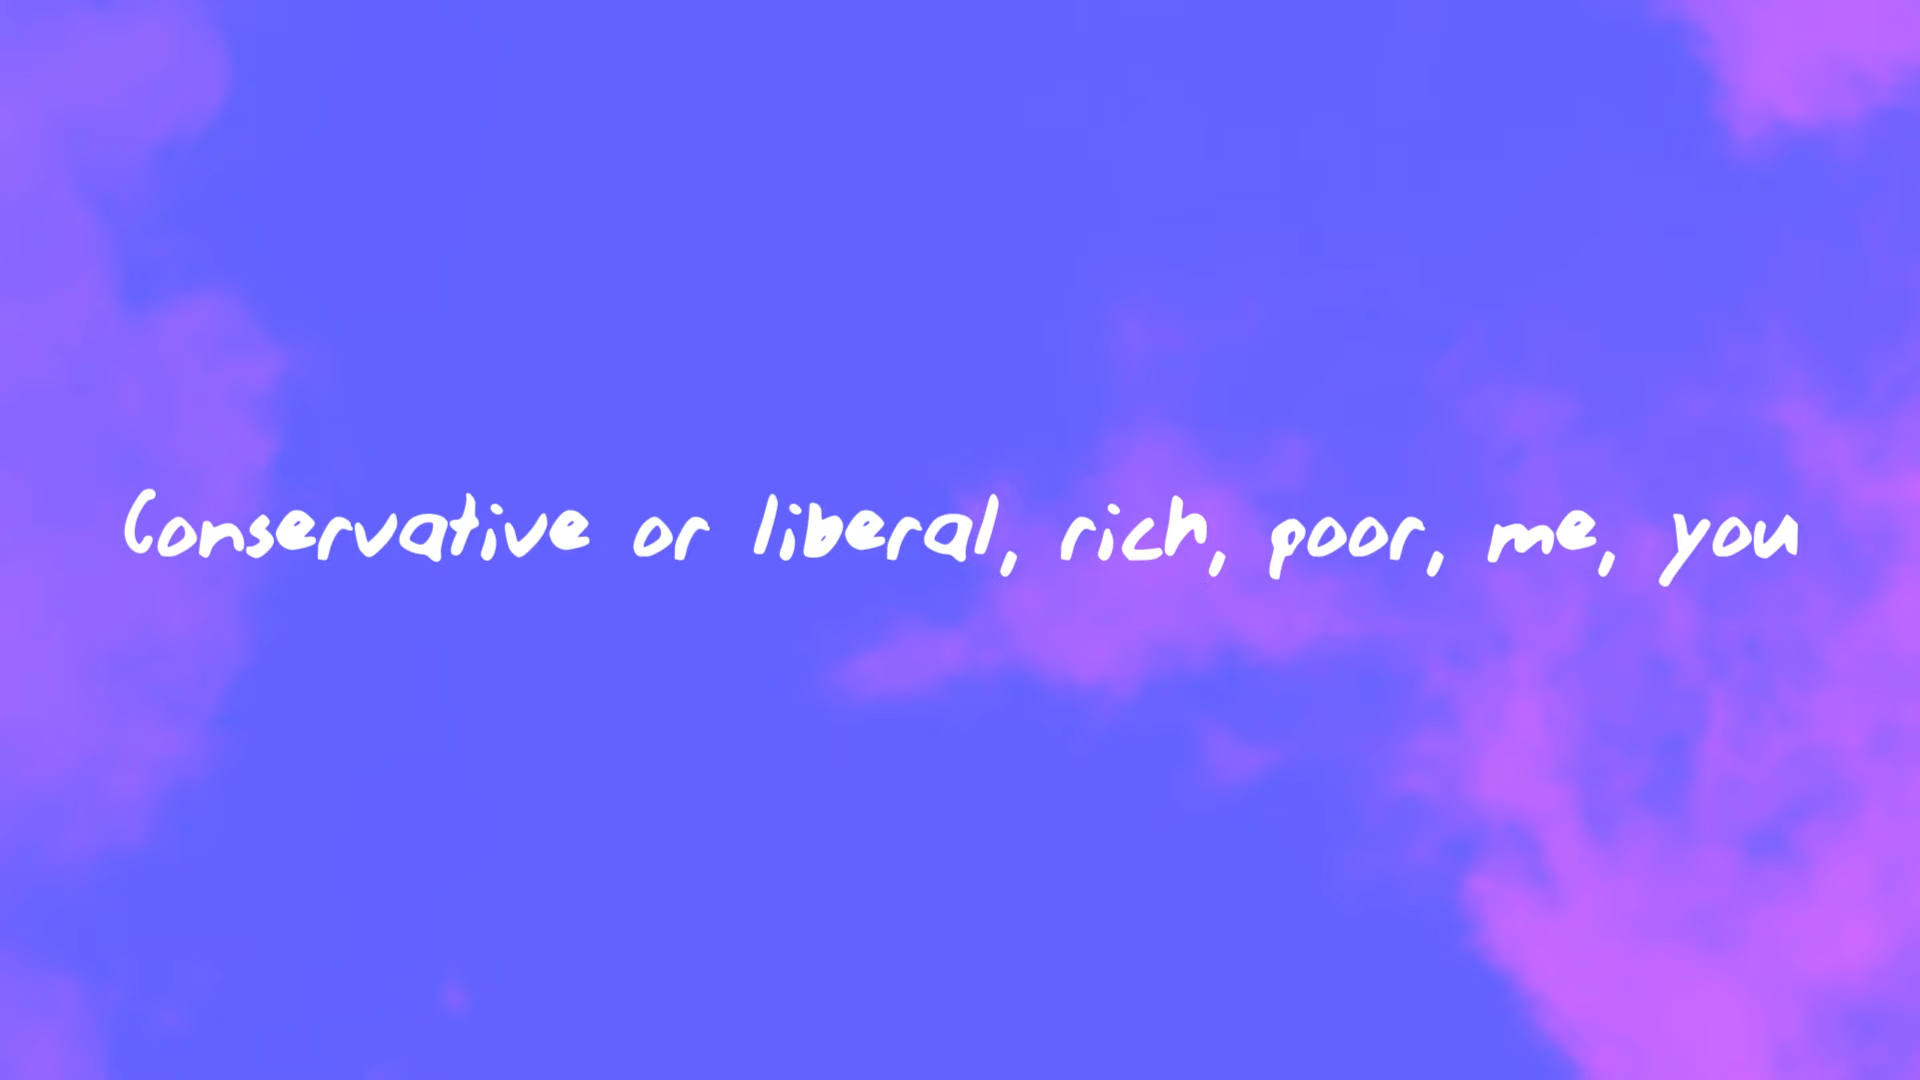 Conservative or liberal, rich, poor, me, you